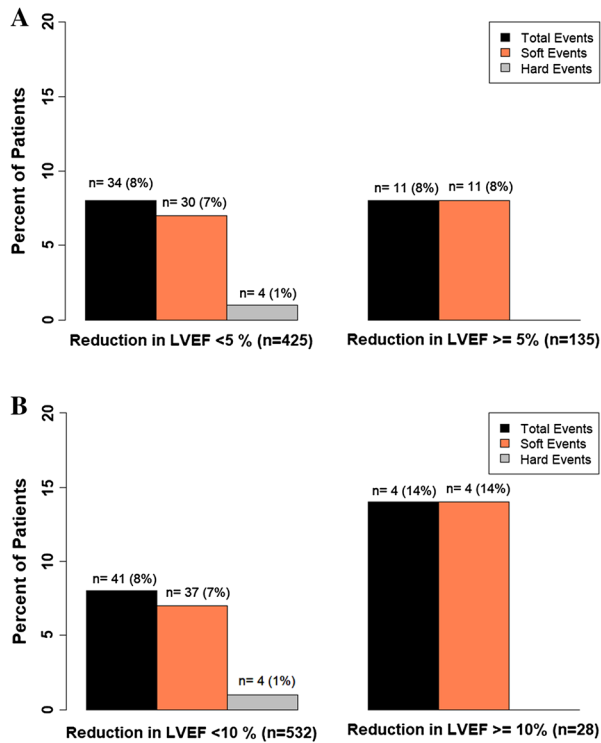 A
Percent of Patients
20
15
10
5
0
Total Events
Soft Events
Hard Events
n= 34 (8%)
n= 30 (7%)
n= 4 (1%)
n= 11 (8%)
n= 11 (8%)
Reduction in LVEF <5 % (n=425)
Reduction in LVEF >= 5% (n=135)
B
Percent of Patients
20
15
10
5
0
Total Events
Soft Events
Hard Events
n= 41 (8%)
n= 37 (7%)
n= 4 (1%)
n= 4 (14%)
n= 4 (14%)
Reduction in LVEF <10 % (n=532)
Reduction in LVEF >= 10% (n=28)